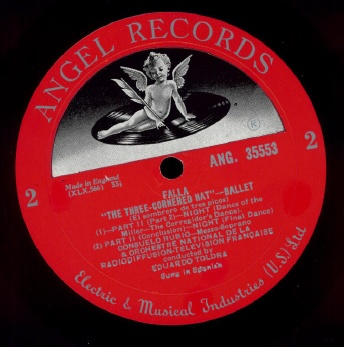 ANGEL RECORDS
®
ANG. 35553
Made in England
(XLX.566) 33⅓
2
2
FALLA
"THE THREE-CORNERED HAT"—BALLET
(El sombrero de tres picos)
(1)—PART II (Part 2)—NIGHT (Dance of the
Miller—The Corregidor's Dance)
(2) PART II (Conclusion)—NIGHT (Final Dance)
CONSUELO RUBIO—Mezzo-Soprano
& ORCHESTRE NATIONAL DE LA
RADIODIFFUSION-TELEVISION FRANÇAISE
conducted by
EDUARDO TOLDRA
Sung in Spanish
Electric & Musical Industries (U.S.) Ltd